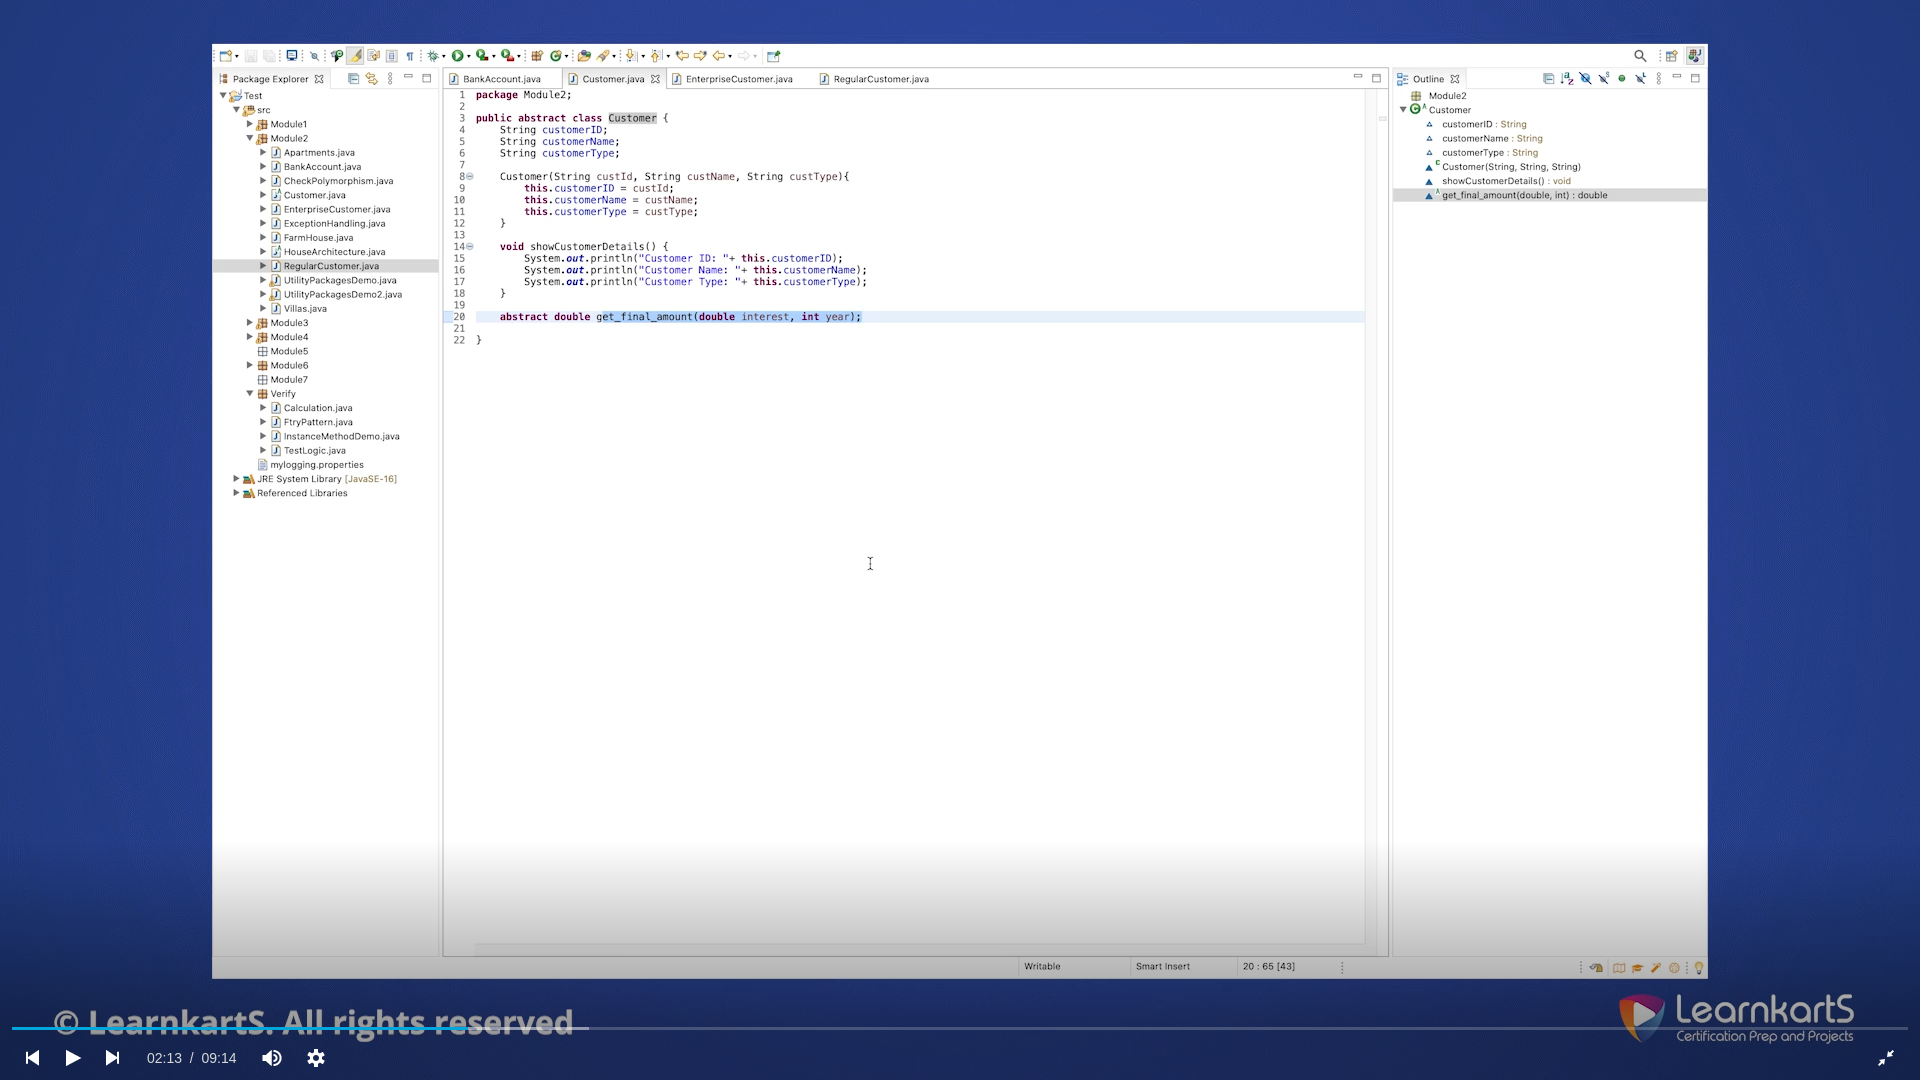 Package Explorer
BankAccount.java
Customer.java
EnterpriseCustomer.java
RegularCustomer.java
Outline
Test
src
Module1
Module2
Apartments.java
BankAccount.java
CheckPolymorphism.java
Customer.java
EnterpriseCustomer.java
ExceptionHandling.java
FarmHouse.java
HouseArchitecture.java
RegularCustomer.java
UtilityPackagesDemo.java
UtilityPackagesDemo2.java
Villas.java
Module3
Module4
Module5
Module6
Module7
Verify
Calculation.java
FtryPattern.java
InstanceMethodDemo.java
TestLogic.java
mylogging.properties
JRE System Library [JavaSE-16]
Referenced Libraries
1 package Module2;
2
3 public abstract class Customer {
4 String customerID;
5 String customerName;
6 String customerType;
7
8 Customer(String custId, String custName, String custType){
9 this.customerID = custId;
10 this.customerName = custName;
11 this.customerType = custType;
12 }
13
14 void showCustomerDetails() {
15 System.out.println("Customer ID: "+ this.customerID);
16 System.out.println("Customer Name: "+ this.customerName);
17 System.out.println("Customer Type: "+ this.customerType);
18 }
19
20 abstract double get_final_amount(double interest, int year);
21
22 }
Module2
Customer
customerID : String
customerName : String
customerType : String
Customer(String, String, String)
showCustomerDetails() : void
get_final_amount(double, int) : double
Writable
Smart Insert
20 : 65 [43]
© LearnkartS. All rights reserved
LearnkartS
Certification Prep and Projects
02:13 / 09:14